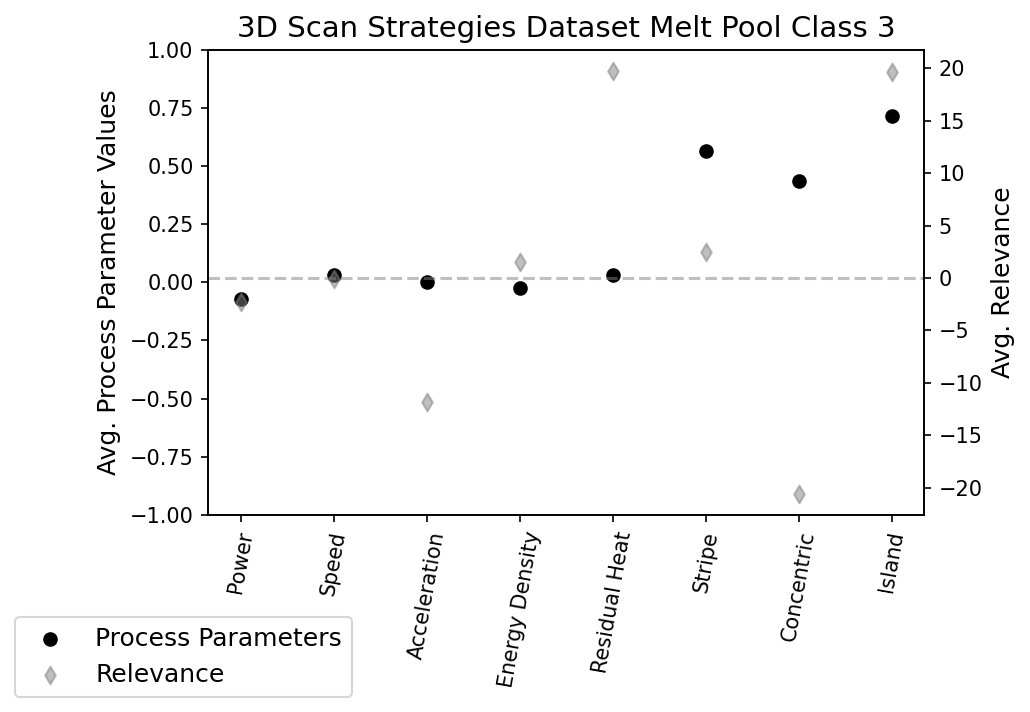 3D Scan Strategies Dataset Melt Pool Class 3
Avg. Process Parameter Values
1.00
0.75
0.50
0.25
0.00
−0.25
−0.50
−0.75
−1.00
20
15
10
5
0
−5
−10
−15
−20
Avg. Relevance
Power
Speed
Acceleration
Energy Density
Residual Heat
Stripe
Concentric
Island
Process Parameters
Relevance